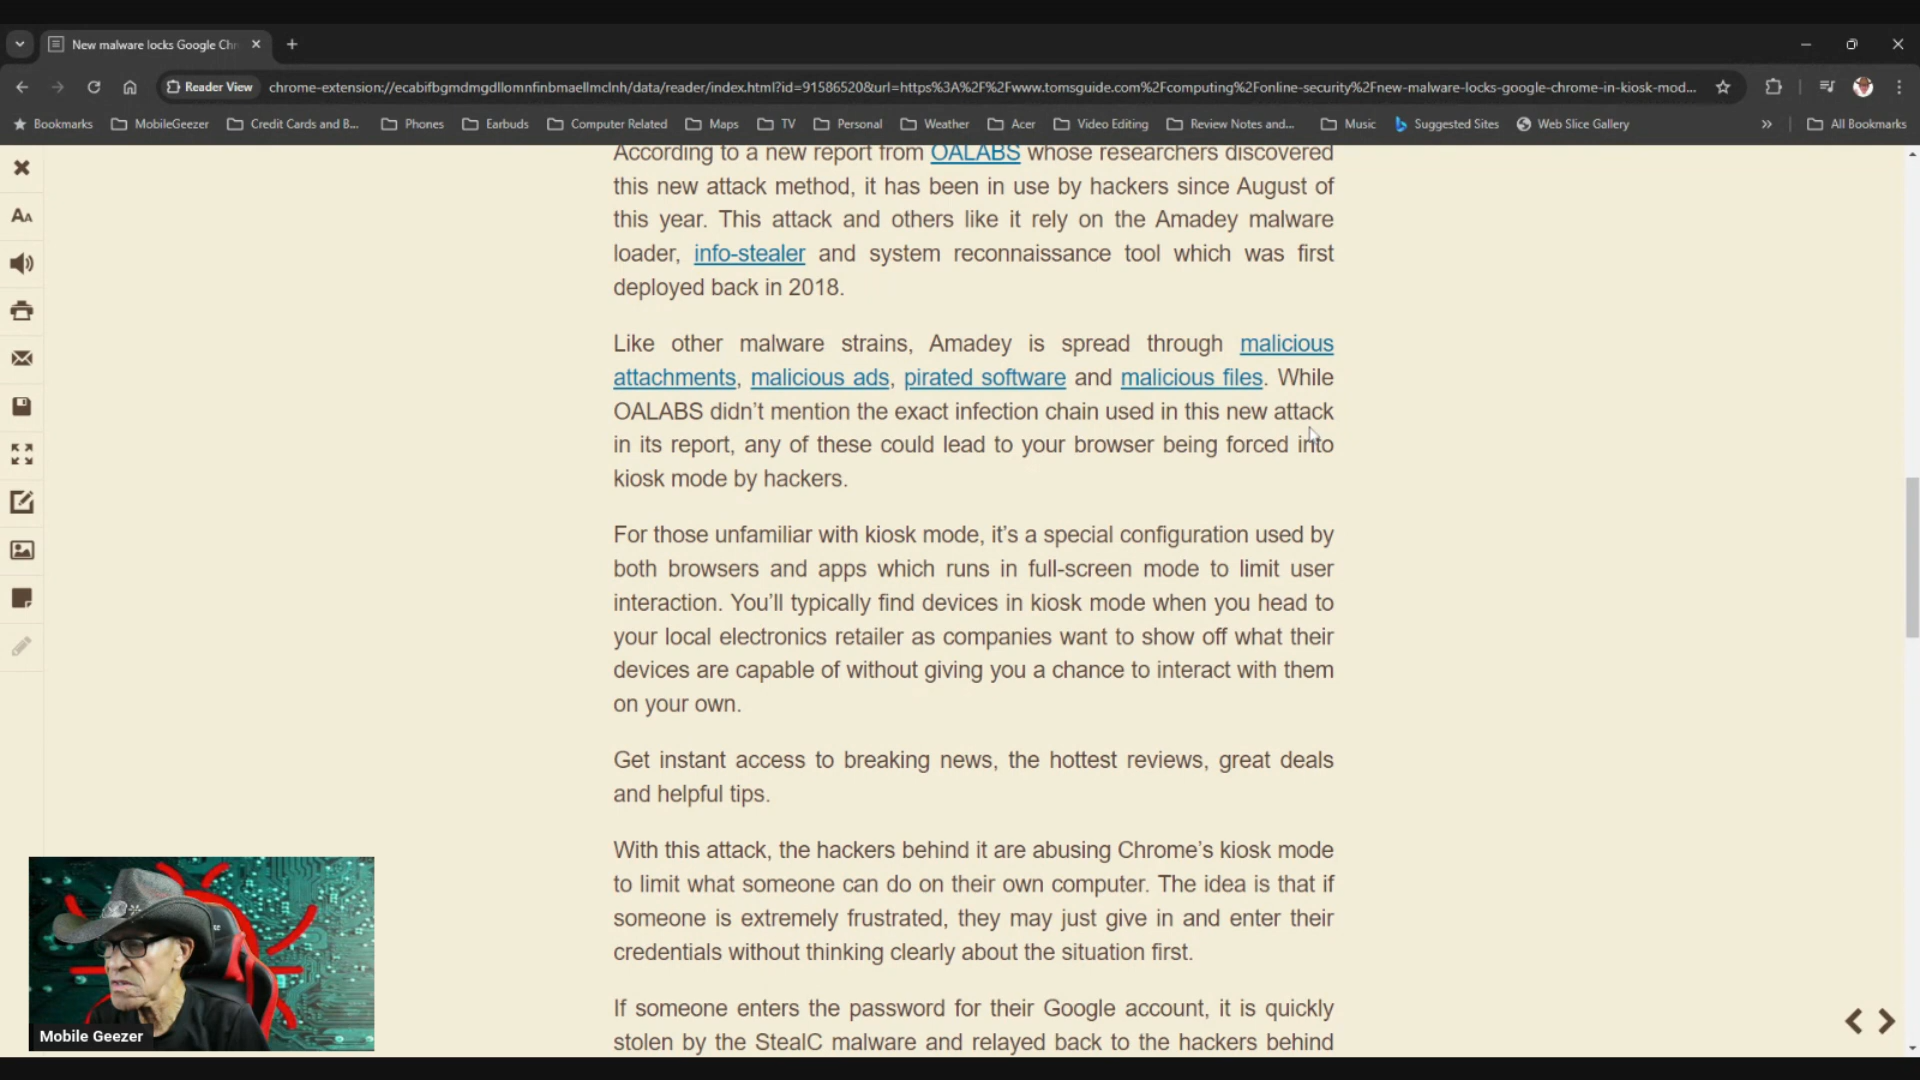 New malware locks Google Chr
Reader View
chrome-extension://ecabifbgmdmgdllomnfinbmaellmclnh/data/reader/index.html?id=91586520&url=https%3A%2F%2Fwww.tomsguide.com%2Fcomputing%2Fonline-security%2Fnew-malware-locks-google-chrome-in-kiosk-mod...
Bookmarks MobileGeezer Credit Cards and B... Phones Earbuds Computer Related Maps TV Personal Weather Acer Video Editing Review Notes and... Music Suggested Sites Web Slice Gallery » All Bookmarks
AA
According to a new report from OALABS whose researchers discovered
this new attack method, it has been in use by hackers since August of
this year. This attack and others like it rely on the Amadey malware
loader, info-stealer and system reconnaissance tool which was first
deployed back in 2018.
Like other malware strains, Amadey is spread through malicious
attachments, malicious ads, pirated software and malicious files. While
OALABS didn’t mention the exact infection chain used in this new attack
in its report, any of these could lead to your browser being forced into
kiosk mode by hackers.
For those unfamiliar with kiosk mode, it’s a special configuration used by
both browsers and apps which runs in full-screen mode to limit user
interaction. You’ll typically find devices in kiosk mode when you head to
your local electronics retailer as companies want to show off what their
devices are capable of without giving you a chance to interact with them
on your own.
Get instant access to breaking news, the hottest reviews, great deals
and helpful tips.
With this attack, the hackers behind it are abusing Chrome’s kiosk mode
to limit what someone can do on their own computer. The idea is that if
someone is extremely frustrated, they may just give in and enter their
credentials without thinking clearly about the situation first.
If someone enters the password for their Google account, it is quickly
stolen by the StealC malware and relayed back to the hackers behind
Mobile Geezer